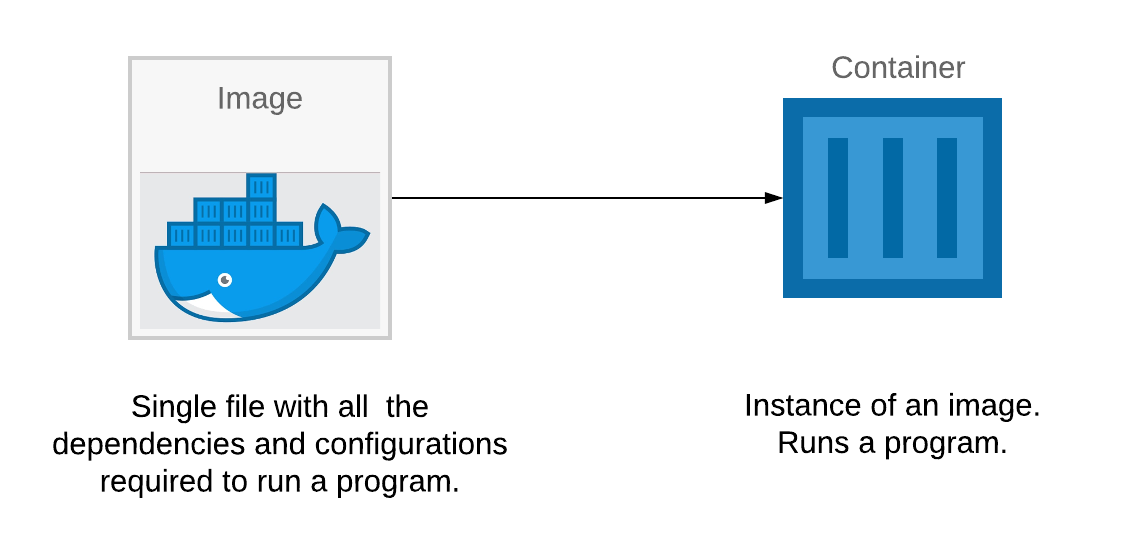 Image
Container
Single file with all  the
dependencies and configurations
required to run a program.
Instance of an image.
Runs a program.